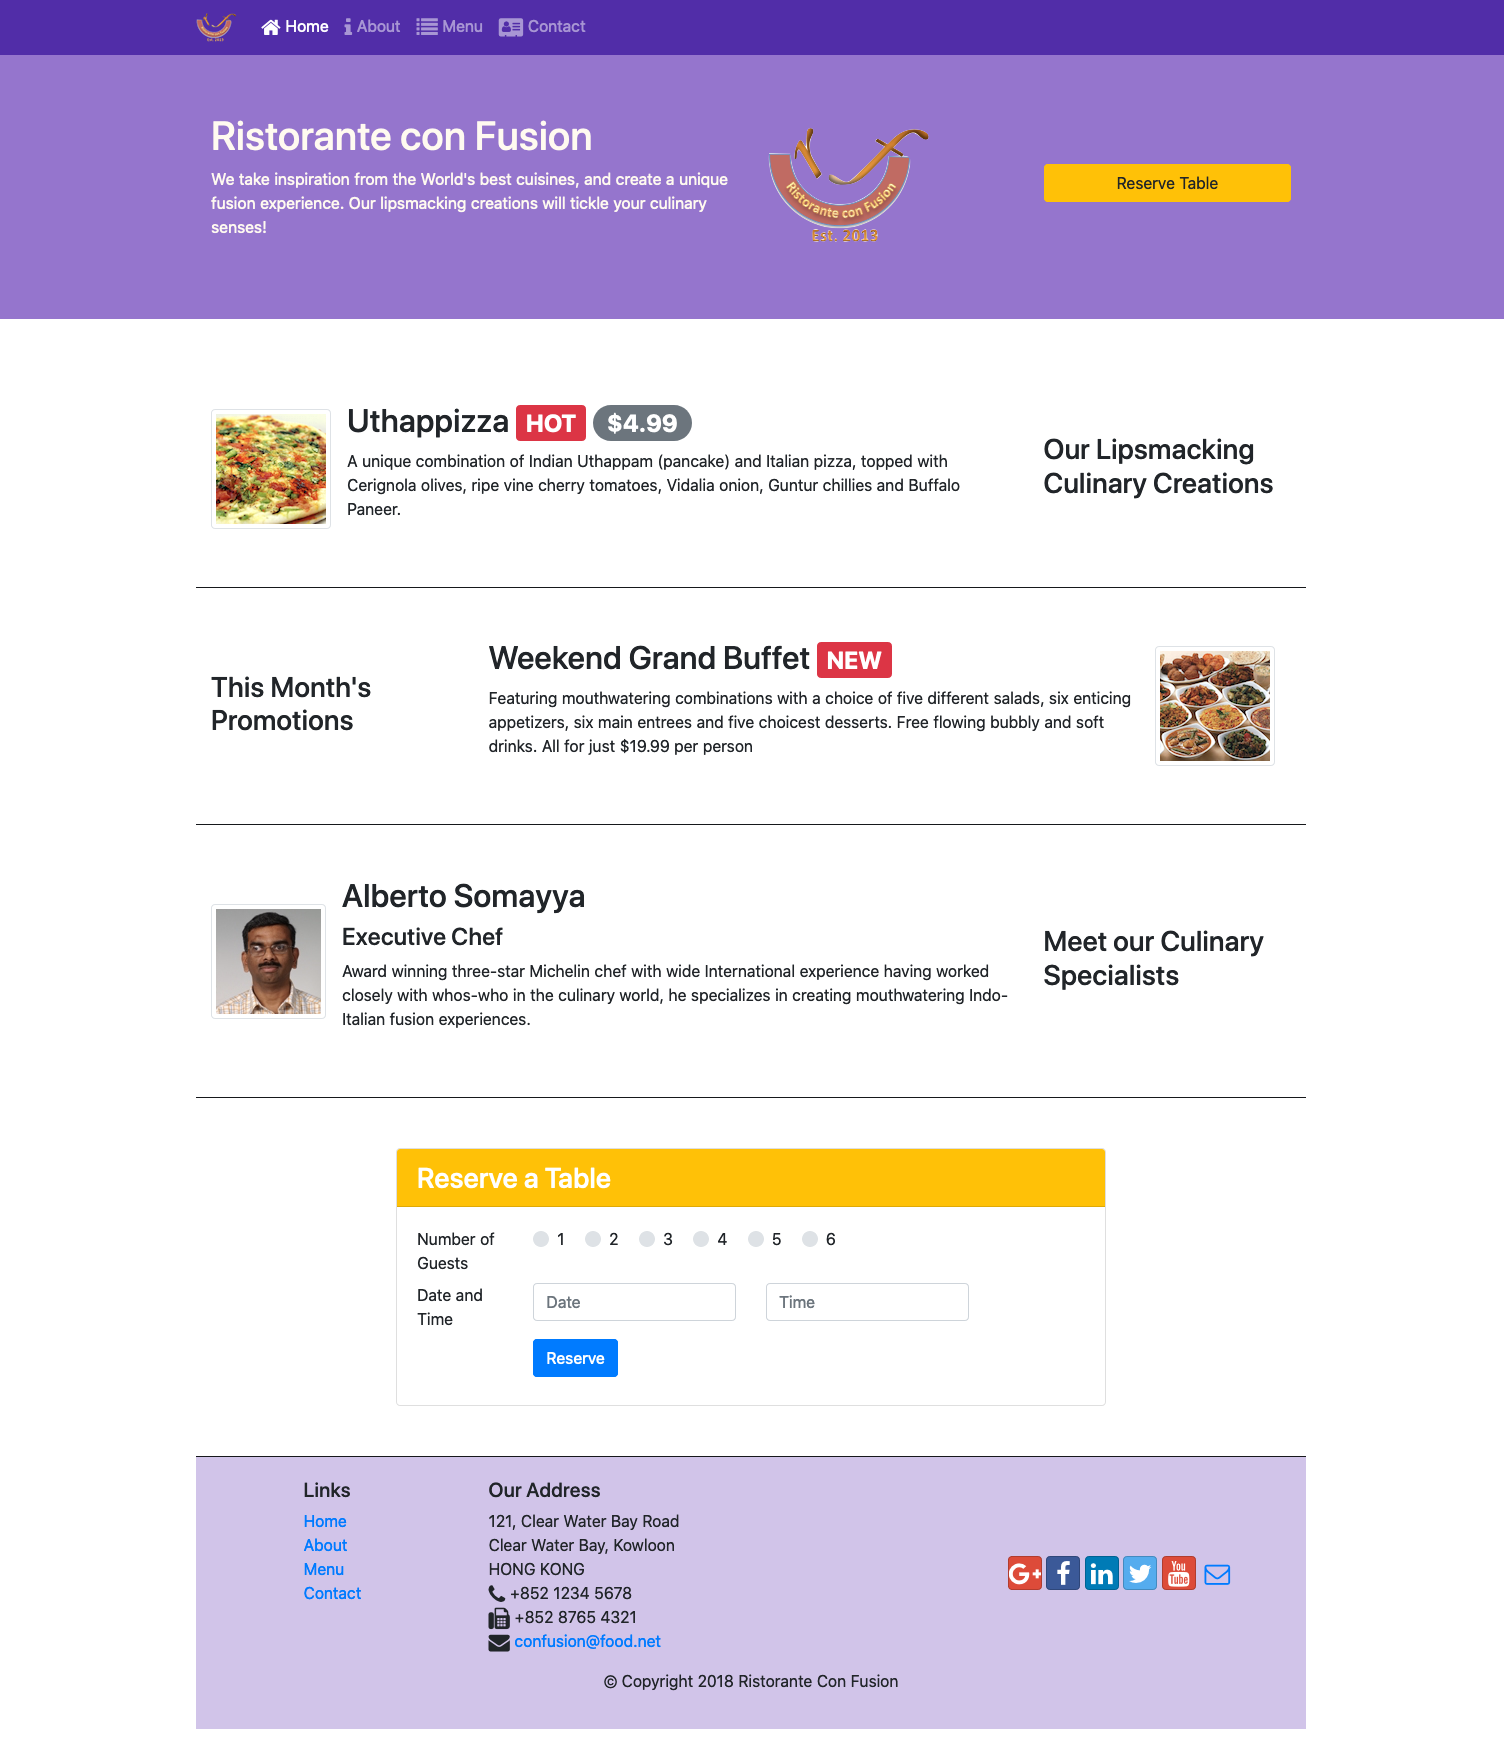 Home About Menu Contact
Ristorante con Fusion
We take inspiration from the World's best cuisines, and create a unique
fusion experience. Our lipsmacking creations will tickle your culinary
senses!
Ristorante con Fusion
Est. 2013
Reserve Table
Uthappizza HOT $4.99
A unique combination of Indian Uthappam (pancake) and Italian pizza, topped with
Cerignola olives, ripe vine cherry tomatoes, Vidalia onion, Guntur chillies and Buffalo
Paneer.
Our Lipsmacking
Culinary Creations
This Month's
Promotions
Weekend Grand Buffet NEW
Featuring mouthwatering combinations with a choice of five different salads, six enticing
appetizers, six main entrees and five choicest desserts. Free flowing bubbly and soft
drinks. All for just $19.99 per person
Alberto Somayya
Executive Chef
Award winning three-star Michelin chef with wide International experience having worked
closely with whos-who in the culinary world, he specializes in creating mouthwatering Indo-
Italian fusion experiences.
Meet our Culinary
Specialists
Reserve a Table
Number of
Guests
1 2 3 4 5 6
Date and
Time
Date
Time
Reserve
Links
Home
About
Menu
Contact
Our Address
121, Clear Water Bay Road
Clear Water Bay, Kowloon
HONG KONG
+852 1234 5678
+852 8765 4321
confusion@food.net
G+ f in You
Tube
© Copyright 2018 Ristorante Con Fusion